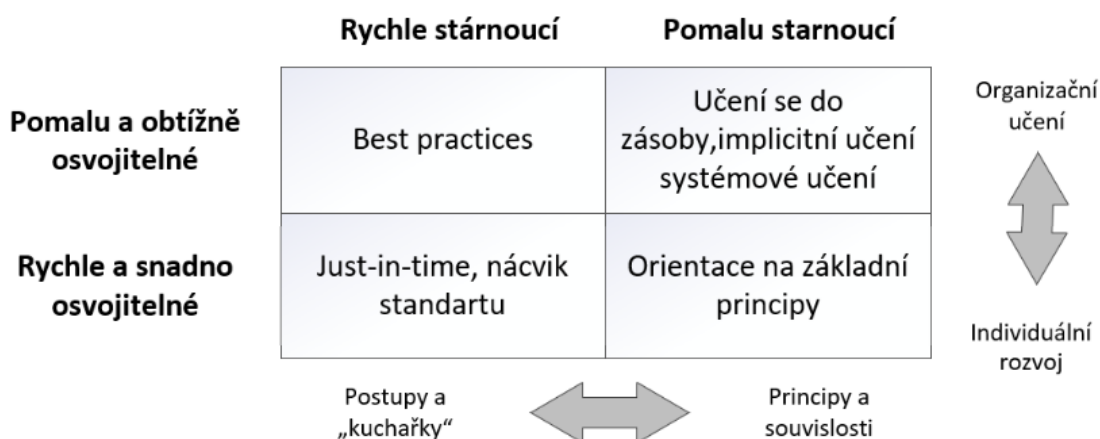 Rychle stárnoucí
Pomalu starnoucí
Pomalu a obtížně
osvojitelné
Best practices
Učení se do
zásoby,implicitní učení
systémové učení
Organizační
učení
Rychle a snadno
osvojitelné
Just-in-time, nácvik
standartu
Orientace na základní
principy
Individuální
rozvoj
Postupy a
„kuchařky“
Principy a
souvislosti